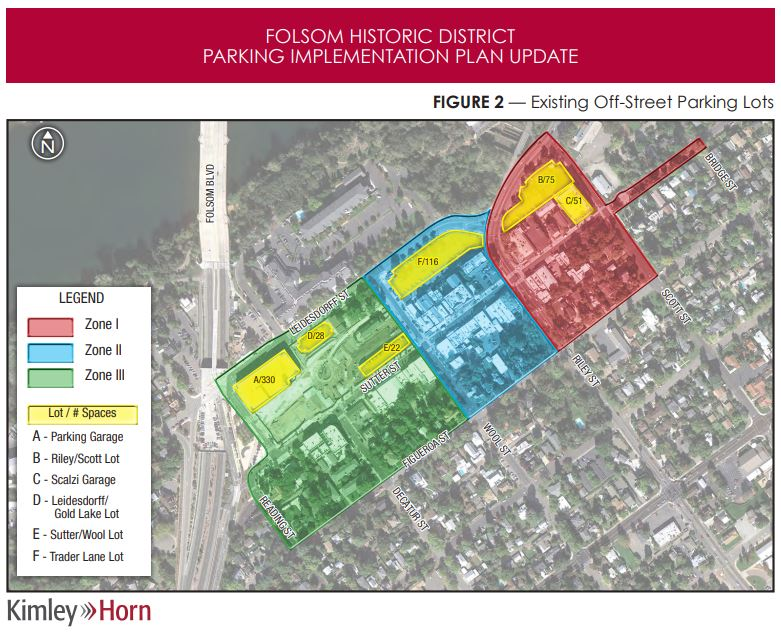 FOLSOM HISTORIC DISTRICT
PARKING IMPLEMENTATION PLAN UPDATE
FIGURE 2 — Existing Off-Street Parking Lots
N
FOLSOM BLVD
BRIDGE ST
B/75
C/51
F/116
LEIDESDORFF ST
D/28
E/22
A/330
SUTTER ST
SCOTT ST
RILEY ST
WOOL ST
FIGUEROA ST
DECATUR ST
READING ST
LEGEND
Zone I
Zone II
Zone III
Lot / # Spaces
A - Parking Garage
B - Riley/Scott Lot
C - Scalzi Garage
D - Leidesdorff/
Gold Lake Lot
E - Sutter/Wool Lot
F - Trader Lane Lot
Kimley»Horn